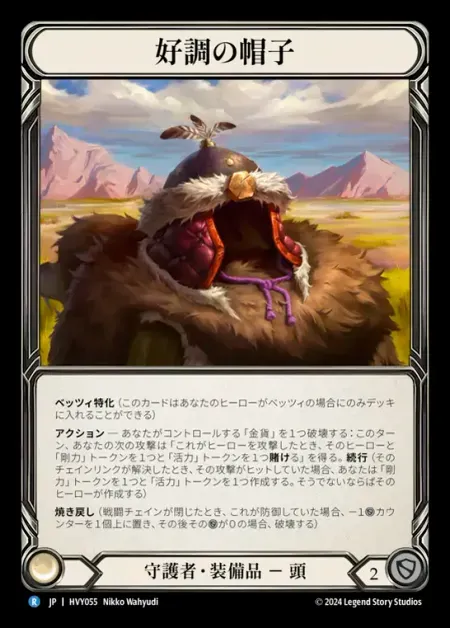 好調の帽子
ベッツィ特化 (このカードはあなたのヒーローがベッツィの場合にのみデッキ
に入れることができる)
アクション ― あなたがコントロールする「金貨」を1つ破壊する:このター
ン、あなたの次の攻撃は「これがヒーローを攻撃したとき、そのヒーローと
「剛力」トークンを1つと「活力」トークンを1つ賭ける」を得る。続行 (その
チェインリンクが解決したとき、その攻撃がヒットしていた場合、あなたは「剛
力」トークンを1つと「活力」トークンを1つ作成する。そうでないならばその
ヒーローが作成する)
焼き戻し (戦闘チェインが閉じたとき、これが防御していた場合、−1カウ
ンターを1個上に置き、その後そのが0の場合、破壊する)
守護者・装備品 ― 頭
2
R JP | HVY055 Nikko Wahyudi
© 2024 Legend Story Studios